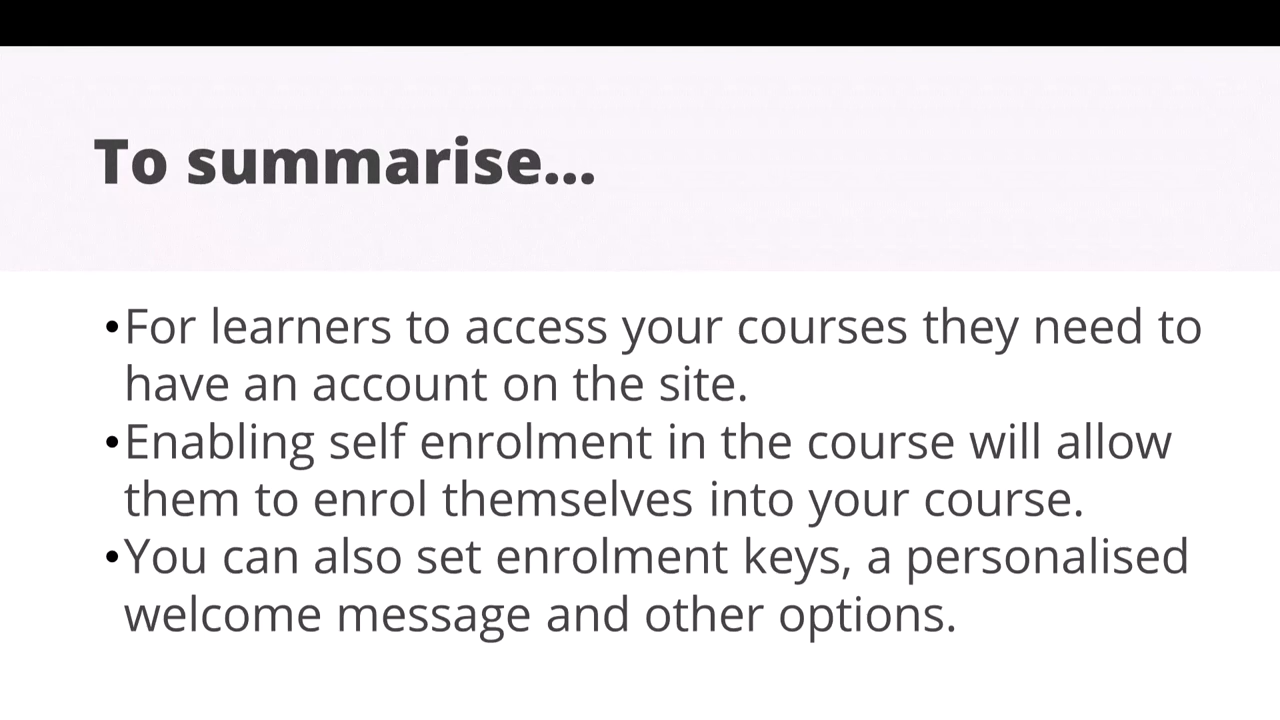 To summarise...
•For learners to access your courses they need to
have an account on the site.
•Enabling self enrolment in the course will allow
them to enrol themselves into your course.
•You can also set enrolment keys, a personalised
welcome message and other options.